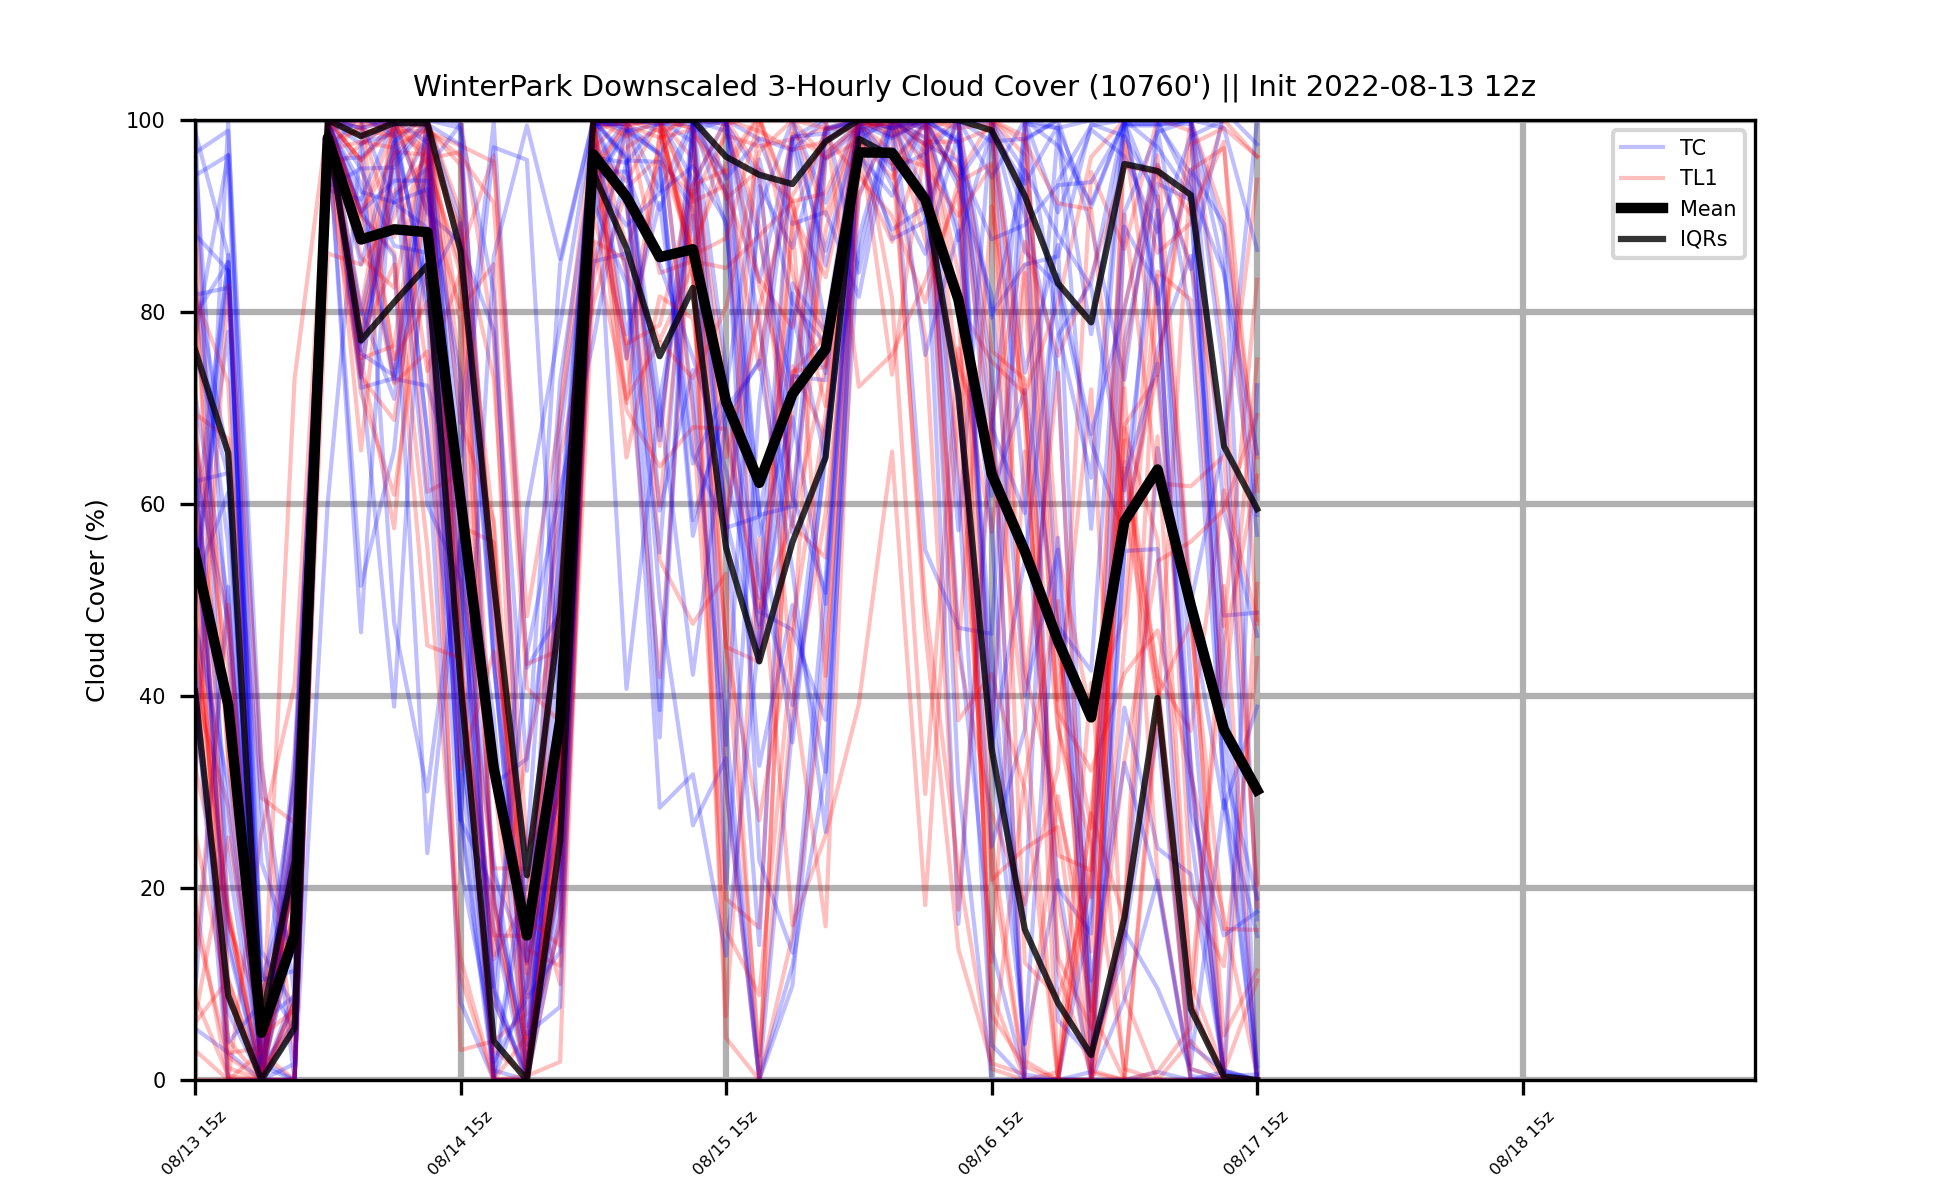 WinterPark Downscaled 3-Hourly Cloud Cover (10760') || Init 2022-08-13 12z
Cloud Cover (%)
100
80
60
40
20
0
TC
TL1
Mean
IQRs
08/13 15z
08/14 15z
08/15 15z
08/16 15z
08/17 15z
08/18 15z